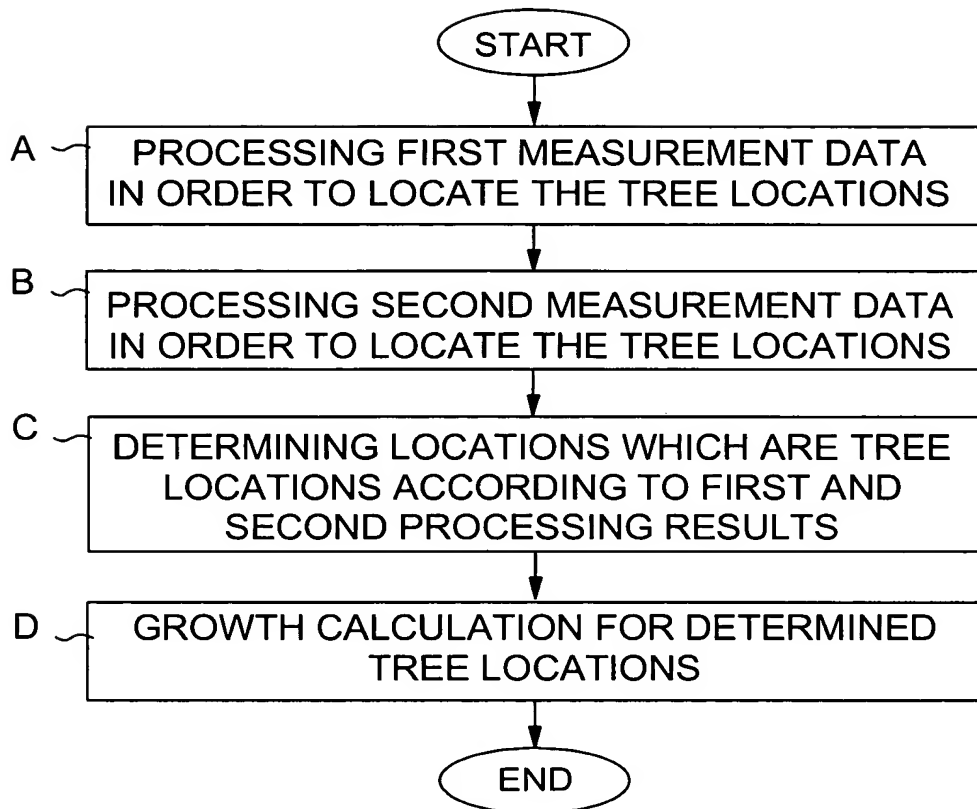 START
A
PROCESSING FIRST MEASUREMENT DATA
IN ORDER TO LOCATE THE TREE LOCATIONS
B
PROCESSING SECOND MEASUREMENT DATA
IN ORDER TO LOCATE THE TREE LOCATIONS
C
DETERMINING LOCATIONS WHICH ARE TREE
LOCATIONS ACCORDING TO FIRST AND
SECOND PROCESSING RESULTS
D
GROWTH CALCULATION FOR DETERMINED
TREE LOCATIONS
END